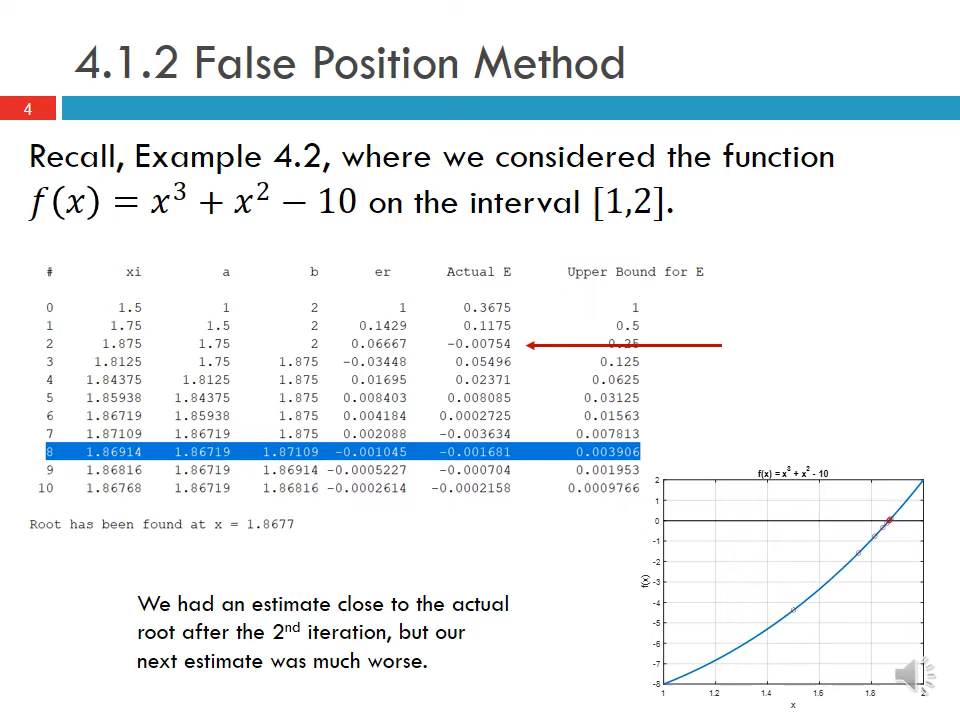 4.1.2 False Position Method
4
Recall, Example 4.2, where we considered the function
f(x) = x³ + x² − 10 on the interval [1,2].
# xi a b er Actual E Upper Bound for E
0 1.5 1 2 1 0.3675 1
1 1.75 1.5 2 0.1429 0.1175 0.5
2 1.875 1.75 2 0.06667 -0.00754 0.25
3 1.8125 1.75 1.875 -0.03448 0.05496 0.125
4 1.84375 1.8125 1.875 0.01695 0.02371 0.0625
5 1.85938 1.84375 1.875 0.008403 0.008085 0.03125
6 1.86719 1.85938 1.875 0.004184 0.0002725 0.01563
7 1.87109 1.86719 1.875 0.002088 -0.003634 0.007813
8 1.86914 1.86719 1.87109 -0.001045 -0.001681 0.003906
9 1.86816 1.86719 1.86914 -0.0005227 -0.000704 0.001953
10 1.86768 1.86719 1.86816 -0.0002614 -0.0002158 0.0009766
Root has been found at x = 1.8677
We had an estimate close to the actual
root after the 2nd iteration, but our
next estimate was much worse.
f(x) = x³ + x² - 10
2
1
0
-1
-2
-3
-4
-5
-6
-7
-8
f(x)
1 1.2 1.4 1.6 1.8 2
x